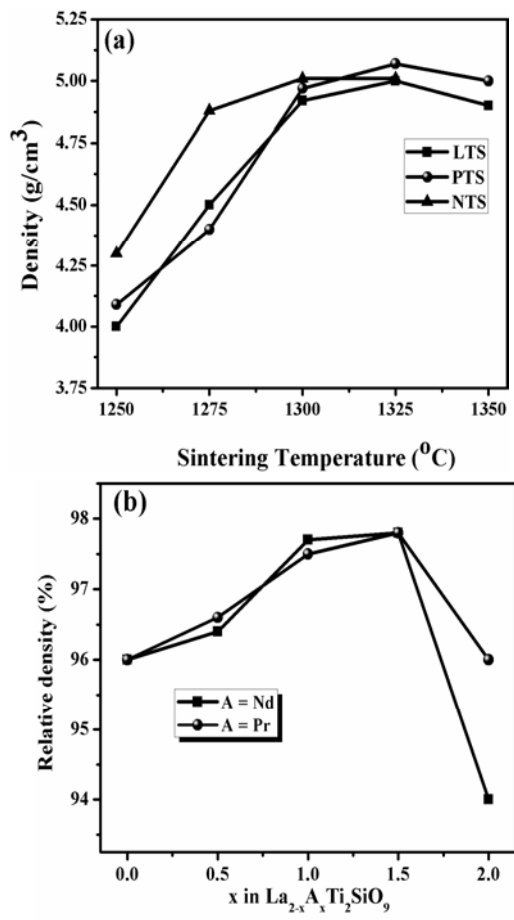 (a)
5.25
5.00
4.75
4.50
4.25
4.00
3.75
Density (g/cm³)
LTS
PTS
NTS
1250 1275 1300 1325 1350
Sintering Temperature (⁰C)
(b)
98
97
96
95
94
Relative density (%)
A = Nd
A = Pr
0.0 0.5 1.0 1.5 2.0
x in La₂₋ₓAₓTi₂SiO₉